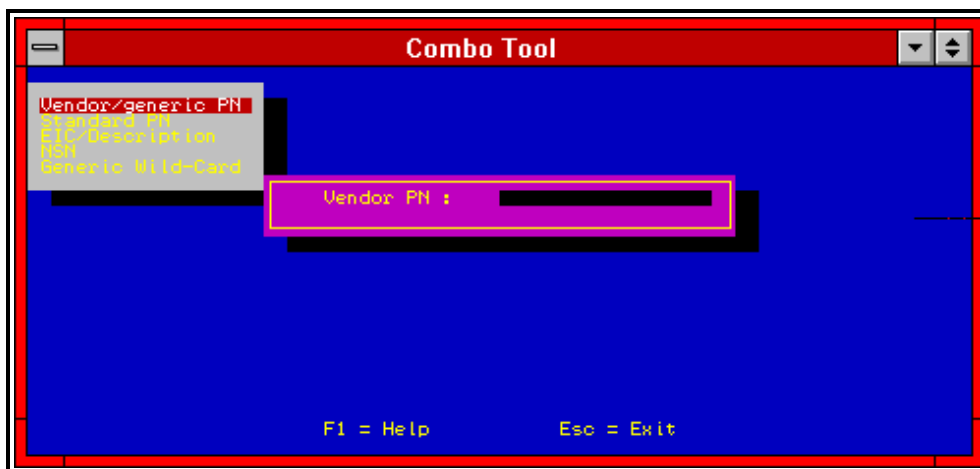 Combo Tool
Vendor/generic PN
Standard PN
EIC/Description
NSN
Generic Wild-Card
Vendor PN :
F1 = Help Esc = Exit